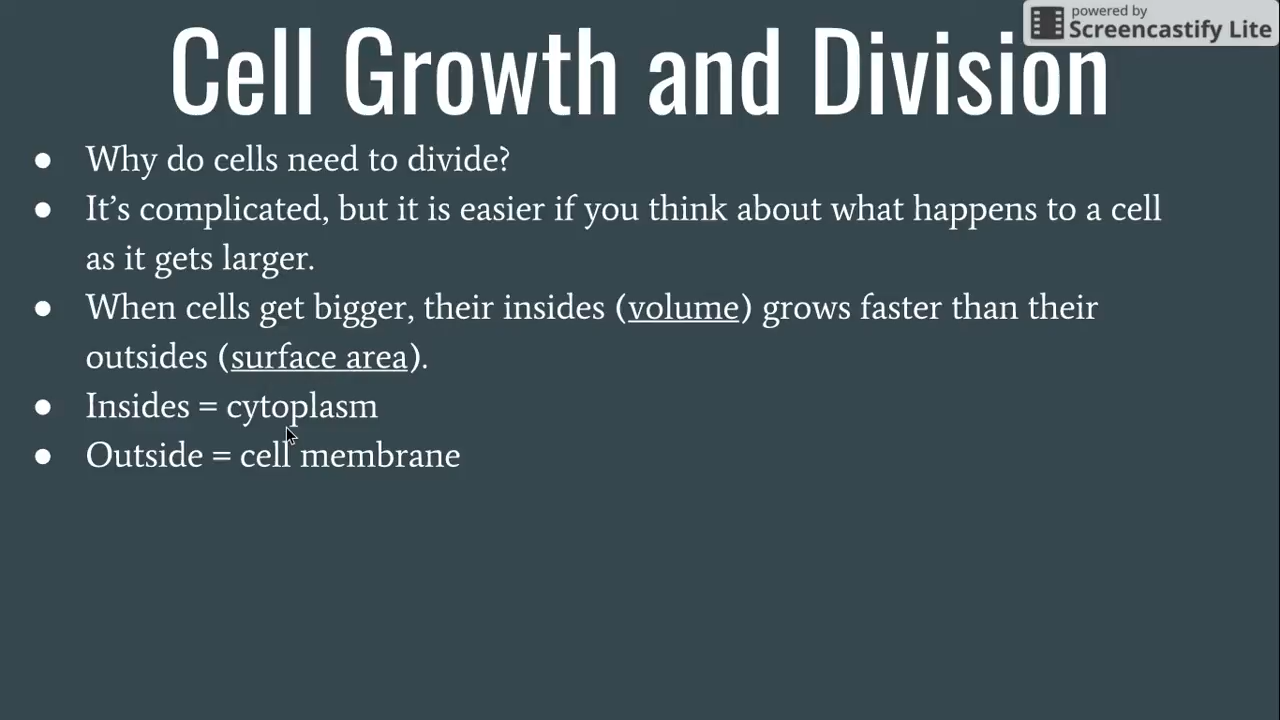 powered by
Screencastify Lite
Cell Growth and Division
● Why do cells need to divide?
● It's complicated, but it is easier if you think about what happens to a cell
as it gets larger.
● When cells get bigger, their insides (volume) grows faster than their
outsides (surface area).
● Insides = cytoplasm
● Outside = cell membrane